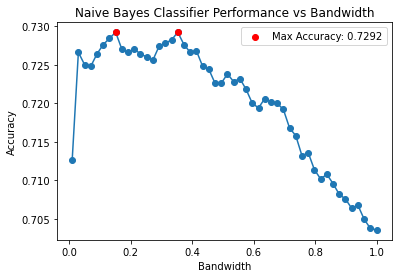 Naive Bayes Classifier Performance vs Bandwidth
Max Accuracy: 0.7292
0.730
0.725
0.720
0.715
0.710
0.705
Accuracy
0.0 0.2 0.4 0.6 0.8 1.0
Bandwidth